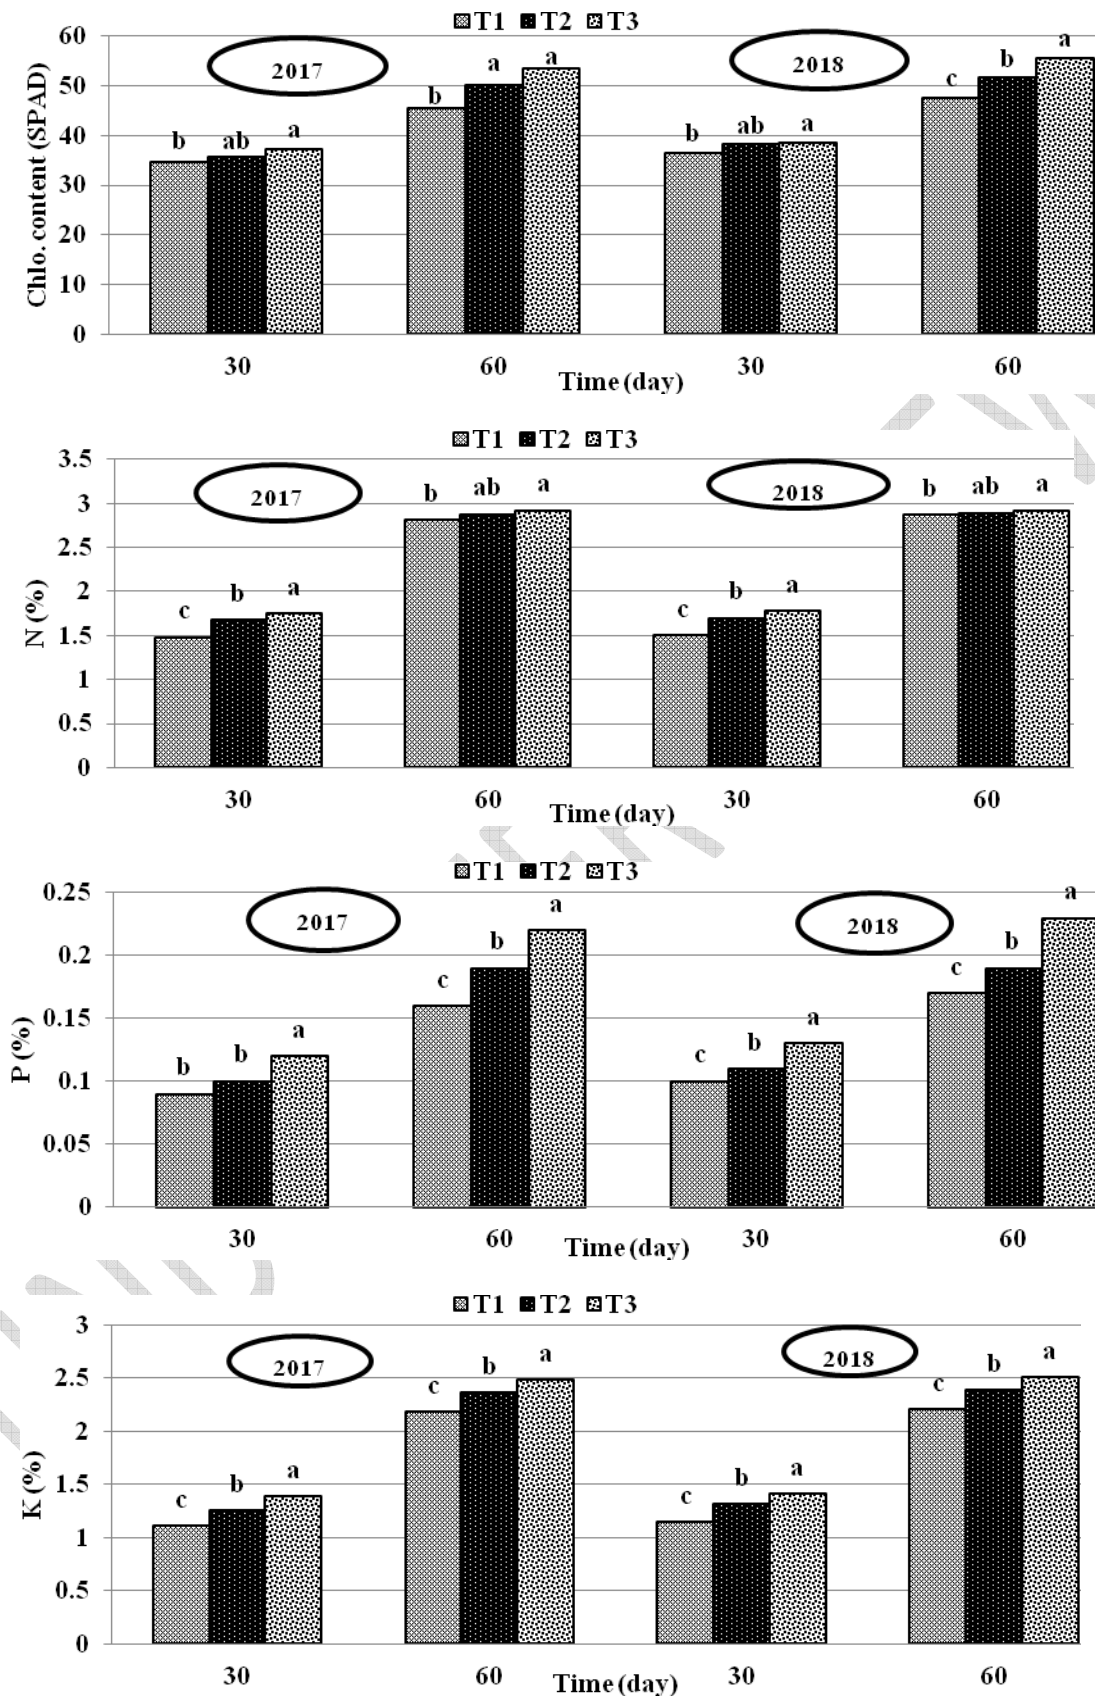 T1 T2 T3
2017 2018
Chlo. content (SPAD)
60
50
40
30
20
10
0
b ab a b a a b ab a c b a
30 60 30 60
Time (day)
T1 T2 T3
2017 2018
N (%)
3.5
3
2.5
2
1.5
1
0.5
0
c b a b ab a c b a b ab a
30 60 30 60
Time (day)
T1 T2 T3
2017 2018
P (%)
0.25
0.2
0.15
0.1
0.05
0
b b a c b a c b a c b a
30 60 30 60
Time (day)
T1 T2 T3
2017 2018
K (%)
3
2.5
2
1.5
1
0.5
0
c b a c b a c b a c b a
30 60 30 60
Time (day)